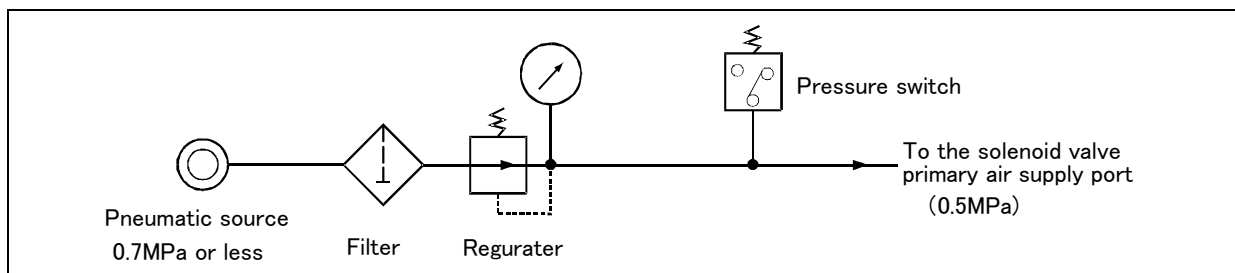 Pressure switch
To the solenoid valve
primary air supply port
(0.5MPa)
Pneumatic source
0.7MPa or less
Filter
Regurater